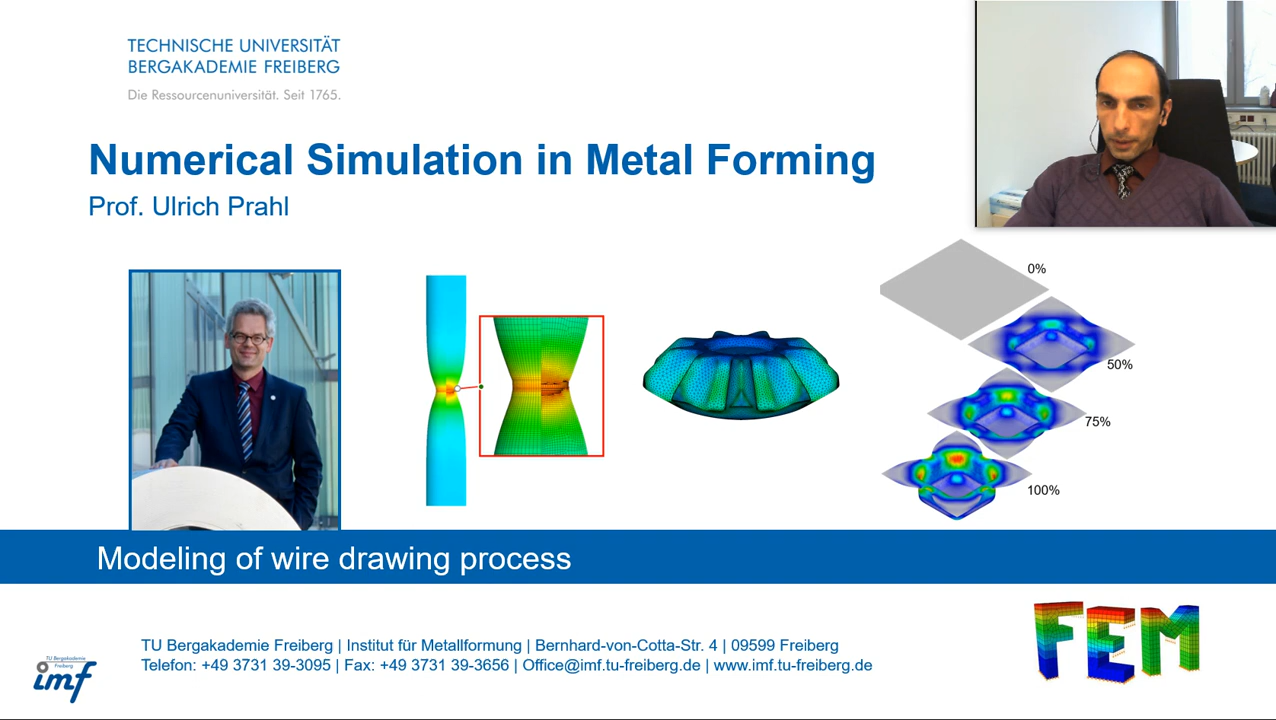 TECHNISCHE UNIVERSITÄT
BERGAKADEMIE FREIBERG
Die Ressourcenuniversität. Seit 1765.
Numerical Simulation in Metal Forming
Prof. Ulrich Prahl
0%
50%
75%
100%
Modeling of wire drawing process
TU Bergakademie Freiberg | Institut für Metallformung | Bernhard-von-Cotta-Str. 4 | 09599 Freiberg
Telefon: +49 3731 39-3095 | Fax: +49 3731 39-3656 | Office@imf.tu-freiberg.de | www.imf.tu-freiberg.de
TU Bergakademie
Freiberg
imf
FEM